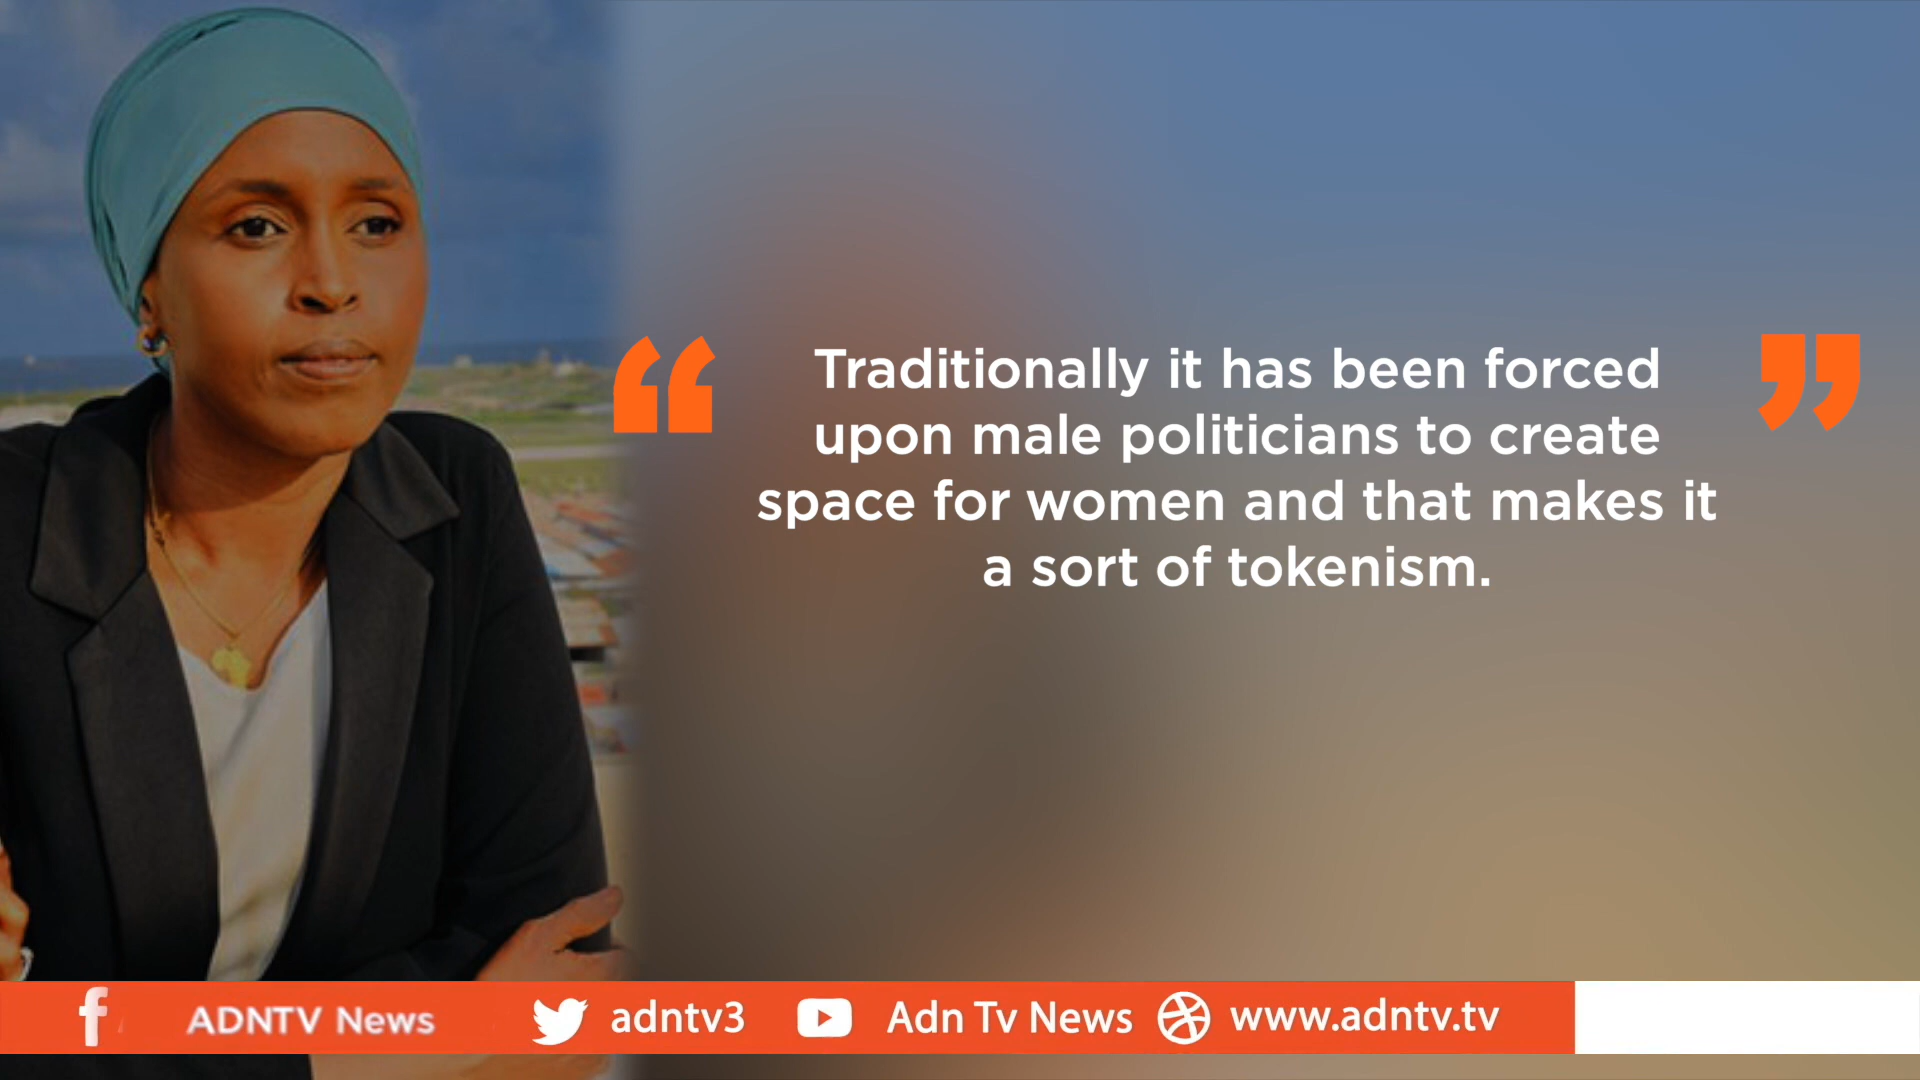 Traditionally it has been forced
upon male politicians to create
space for women and that makes it
a sort of tokenism.
ADNTV News adntv3 Adn Tv News www.adntv.tv